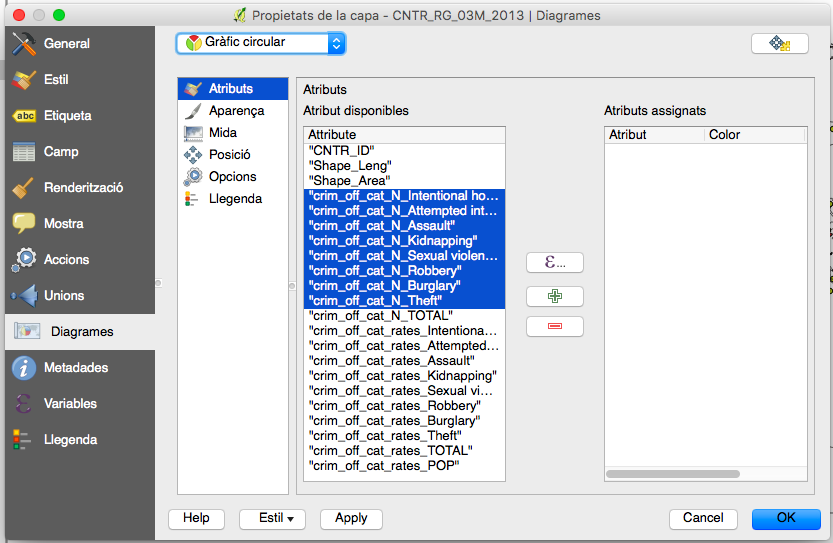 Propietats de la capa - CNTR_RG_03M_2013 | Diagrames
General
Estil
Etiqueta
Camp
Renderització
Mostra
Accions
Unions
Diagrames
Metadades
Variables
Llegenda
Gràfic circular
Atributs
Aparença
Mida
Posició
Opcions
Llegenda
Atributs
Atribut disponibles
Attribute
"CNTR_ID"
"Shape_Leng"
"Shape_Area"
"crim_off_cat_N_Intentional ho...
"crim_off_cat_N_Attempted int...
"crim_off_cat_N_Assault"
"crim_off_cat_N_Kidnapping"
"crim_off_cat_N_Sexual violen...
"crim_off_cat_N_Robbery"
"crim_off_cat_N_Burglary"
"crim_off_cat_N_Theft"
"crim_off_cat_N_TOTAL"
"crim_off_cat_rates_Intentiona...
"crim_off_cat_rates_Attempted...
"crim_off_cat_rates_Assault"
"crim_off_cat_rates_Kidnapping"
"crim_off_cat_rates_Sexual vi...
"crim_off_cat_rates_Robbery"
"crim_off_cat_rates_Burglary"
"crim_off_cat_rates_Theft"
"crim_off_cat_rates_TOTAL"
"crim_off_cat_rates_POP"
ε...
Atributs assignats
Atribut Color
Help Estil Apply Cancel OK
abc